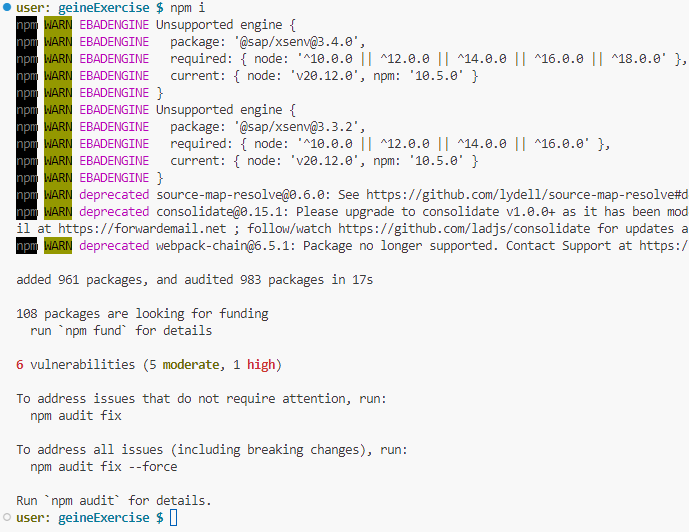 user: geineExercise $ npm i
npm WARN EBADENGINE Unsupported engine {
npm WARN EBADENGINE   package: '@sap/xsenv@3.4.0',
npm WARN EBADENGINE   required: { node: '^10.0.0 || ^12.0.0 || ^14.0.0 || ^16.0.0 || ^18.0.0' },
npm WARN EBADENGINE   current: { node: 'v20.12.0', npm: '10.5.0' }
npm WARN EBADENGINE }
npm WARN EBADENGINE Unsupported engine {
npm WARN EBADENGINE   package: '@sap/xsenv@3.3.2',
npm WARN EBADENGINE   required: { node: '^10.0.0 || ^12.0.0 || ^14.0.0 || ^16.0.0' },
npm WARN EBADENGINE   current: { node: 'v20.12.0', npm: '10.5.0' }
npm WARN EBADENGINE }
npm WARN deprecated source-map-resolve@0.6.0: See https://github.com/lydell/source-map-resolve#d
npm WARN deprecated consolidate@0.15.1: Please upgrade to consolidate v1.0.0+ as it has been mod
il at https://forwardemail.net ; follow/watch https://github.com/ladjs/consolidate for updates a
npm WARN deprecated webpack-chain@6.5.1: Package no longer supported. Contact Support at https:/

added 961 packages, and audited 983 packages in 17s

108 packages are looking for funding
  run `npm fund` for details

6 vulnerabilities (5 moderate, 1 high)

To address issues that do not require attention, run:
  npm audit fix

To address all issues (including breaking changes), run:
  npm audit fix --force

Run `npm audit` for details.
user: geineExercise $